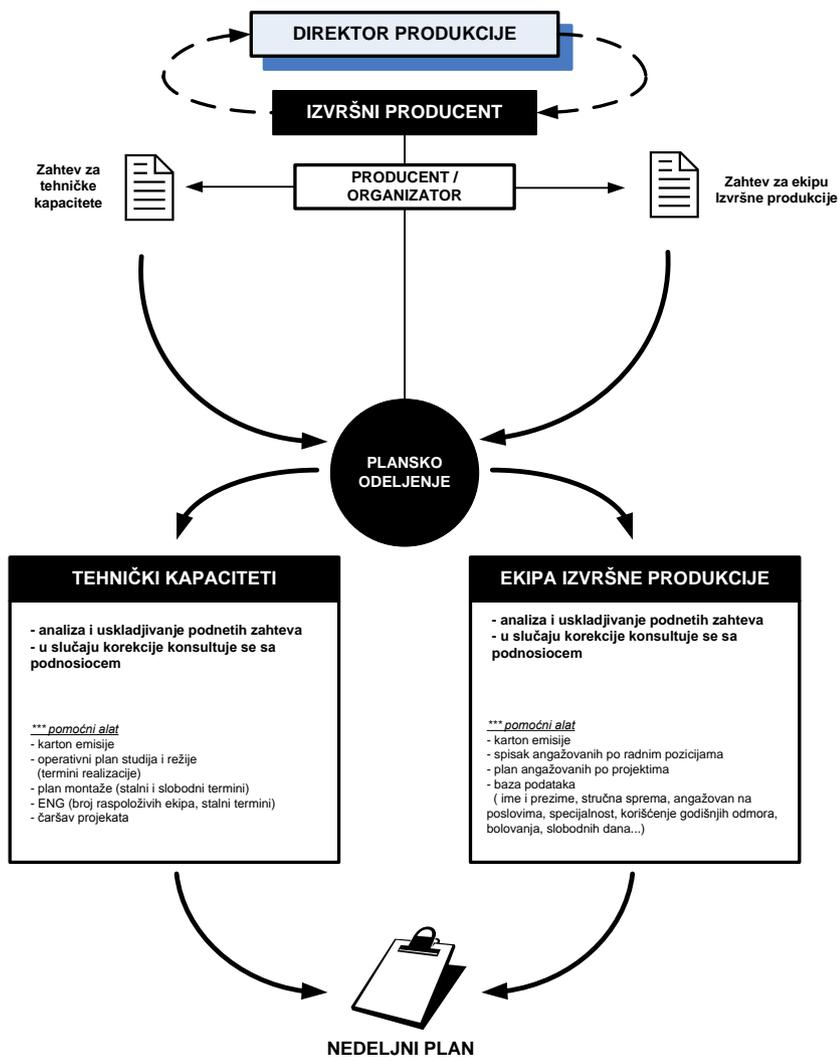 DIREKTOR PRODUKCIJE
IZVRŠNI PRODUCENT
Zahtev za
tehničke
kapacitete
PRODUCENT /
ORGANIZATOR
Zahtev za ekipu
Izvršne produkcije
PLANSKO
ODELJENJE
TEHNIČKI KAPACITETI
- analiza i uskladjivanje podnetih zahteva
- u slučaju korekcije konsultuje se sa
podnosiocem
*** pomoćni alat
- karton emisije
- operativni plan studija i režije
(termini realizacije)
- plan montaže (stalni i slobodni termini)
- ENG (broj raspoloživih ekipa, stalni termini)
- čaršav projekata
EKIPA IZVRŠNE PRODUKCIJE
- analiza i uskladjivanje podnetih zahteva
- u slučaju korekcije konsultuje se sa
podnosiocem
*** pomoćni alat
- karton emisije
- spisak angažovanih po radnim pozicijama
- plan angažovanih po projektima
- baza podataka
( ime i prezime, stručna sprema, angažovan na
poslovima, specijalnost, korišćenje godišnjih odmora,
bolovanja, slobodnih dana...)
NEDELJNI PLAN